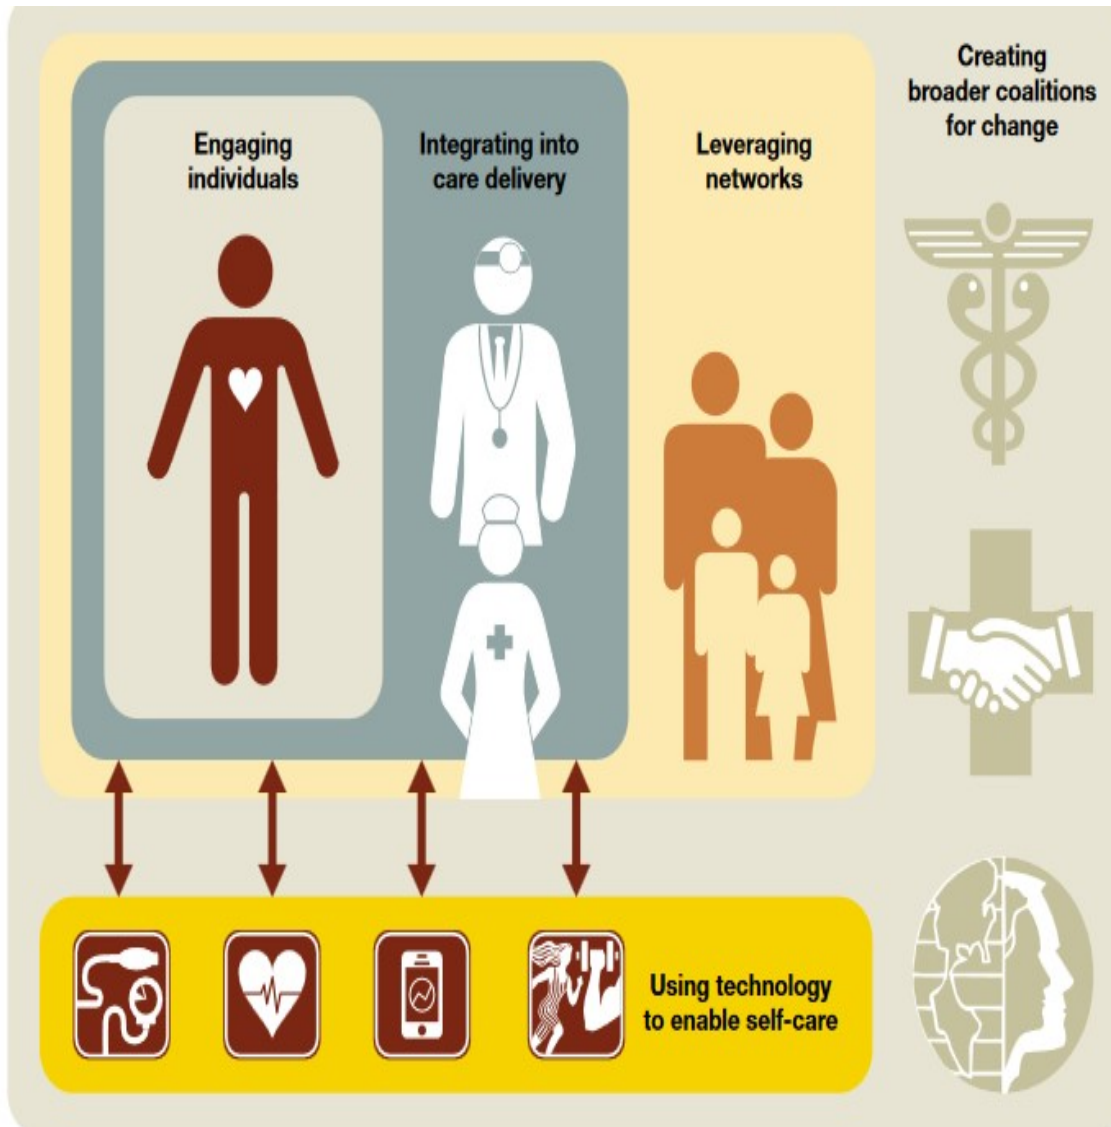 Engaging
individuals
Integrating into
care delivery
Leveraging
networks
Creating
broader coalitions
for change
Using technology
to enable self-care